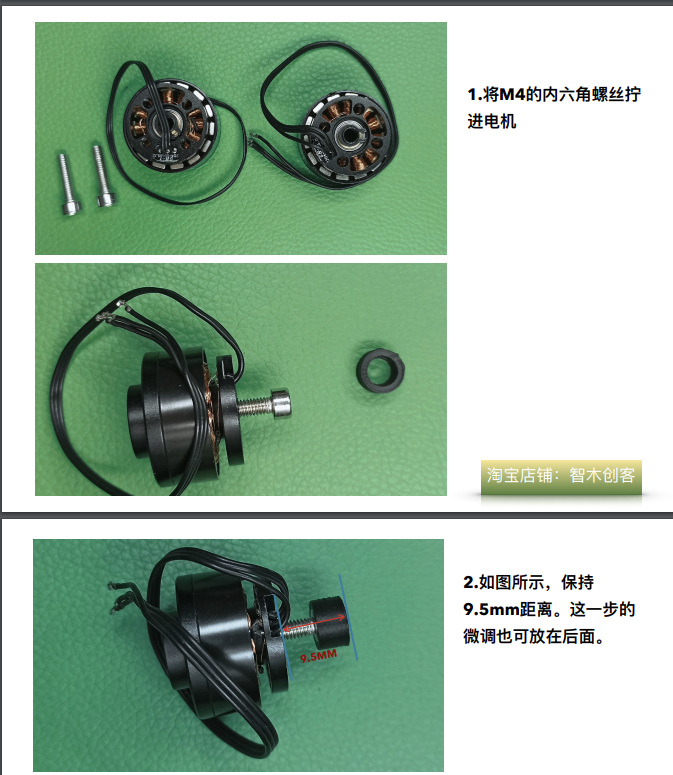 1.将M4的内六角螺丝拧
进电机
淘宝店铺：智木创客
2.如图所示，保持
9.5mm距离。这一步的
微调也可放在后面。
9.5MM